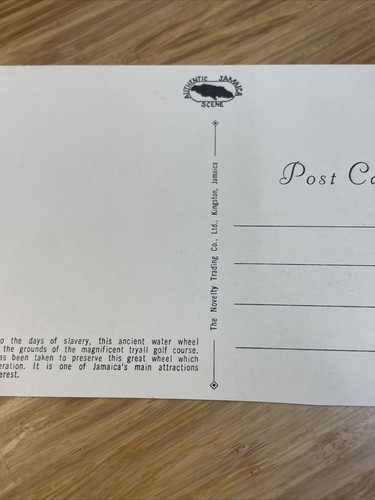 AUTHENTIC JAMAICA
SCENE
Post Ca
The Novelty Trading Co., Ltd., Kingston, Jamaica
o the days of slavery, this ancient water wheel
the grounds of the magnificent tryall golf course.
as been taken to preserve this great wheel which
eration. It is one of Jamaica's main attractions
erest.